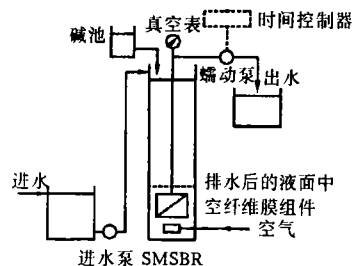 真空表
时间控制器
碱池
蠕动泵
出水
进水
排水后的液面中
空纤维膜组件
空气
进水泵 SMSBR